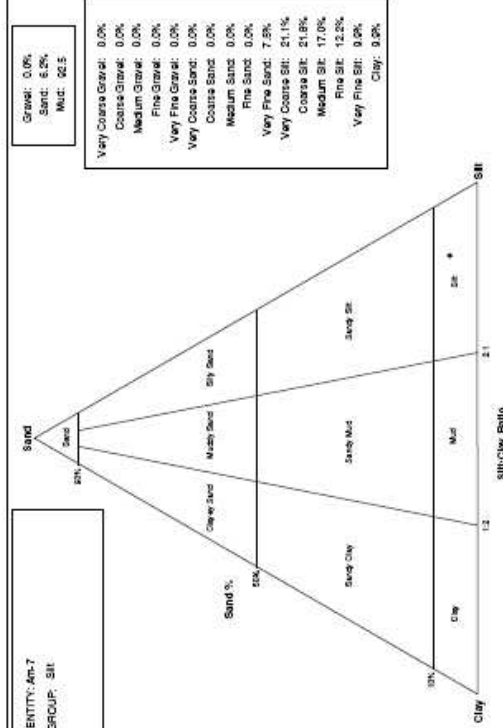 ENTITY: Am-7
GROUP: Silt
Gravel: 0.0%
Sand: 6.2%
Mud: 92.5
Very Coarse Gravel: 0.0%
Coarse Gravel: 0.0%
Medium Gravel: 0.0%
Fine Gravel: 0.0%
Very Fine Gravel: 0.0%
Very Coarse Sand: 0.0%
Coarse Sand: 0.0%
Medium Sand: 0.0%
Fine Sand: 0.0%
Very Fine Sand: 7.5%
Very Coarse Silt: 21.1%
Coarse Silt: 21.8%
Medium Silt: 17.0%
Fine Silt: 12.2%
Very Fine Silt: 9.9%
Clay: 9.9%
Sand
Sand
90%
Clayey Sand
Muddy Sand
Silty Sand
Sand %
50%
Sandy Clay
Sandy Mud
Sandy Silt
10%
Clay
Mud
Silt
Clay
1:2
2:1
Silt
Silt:Clay Ratio